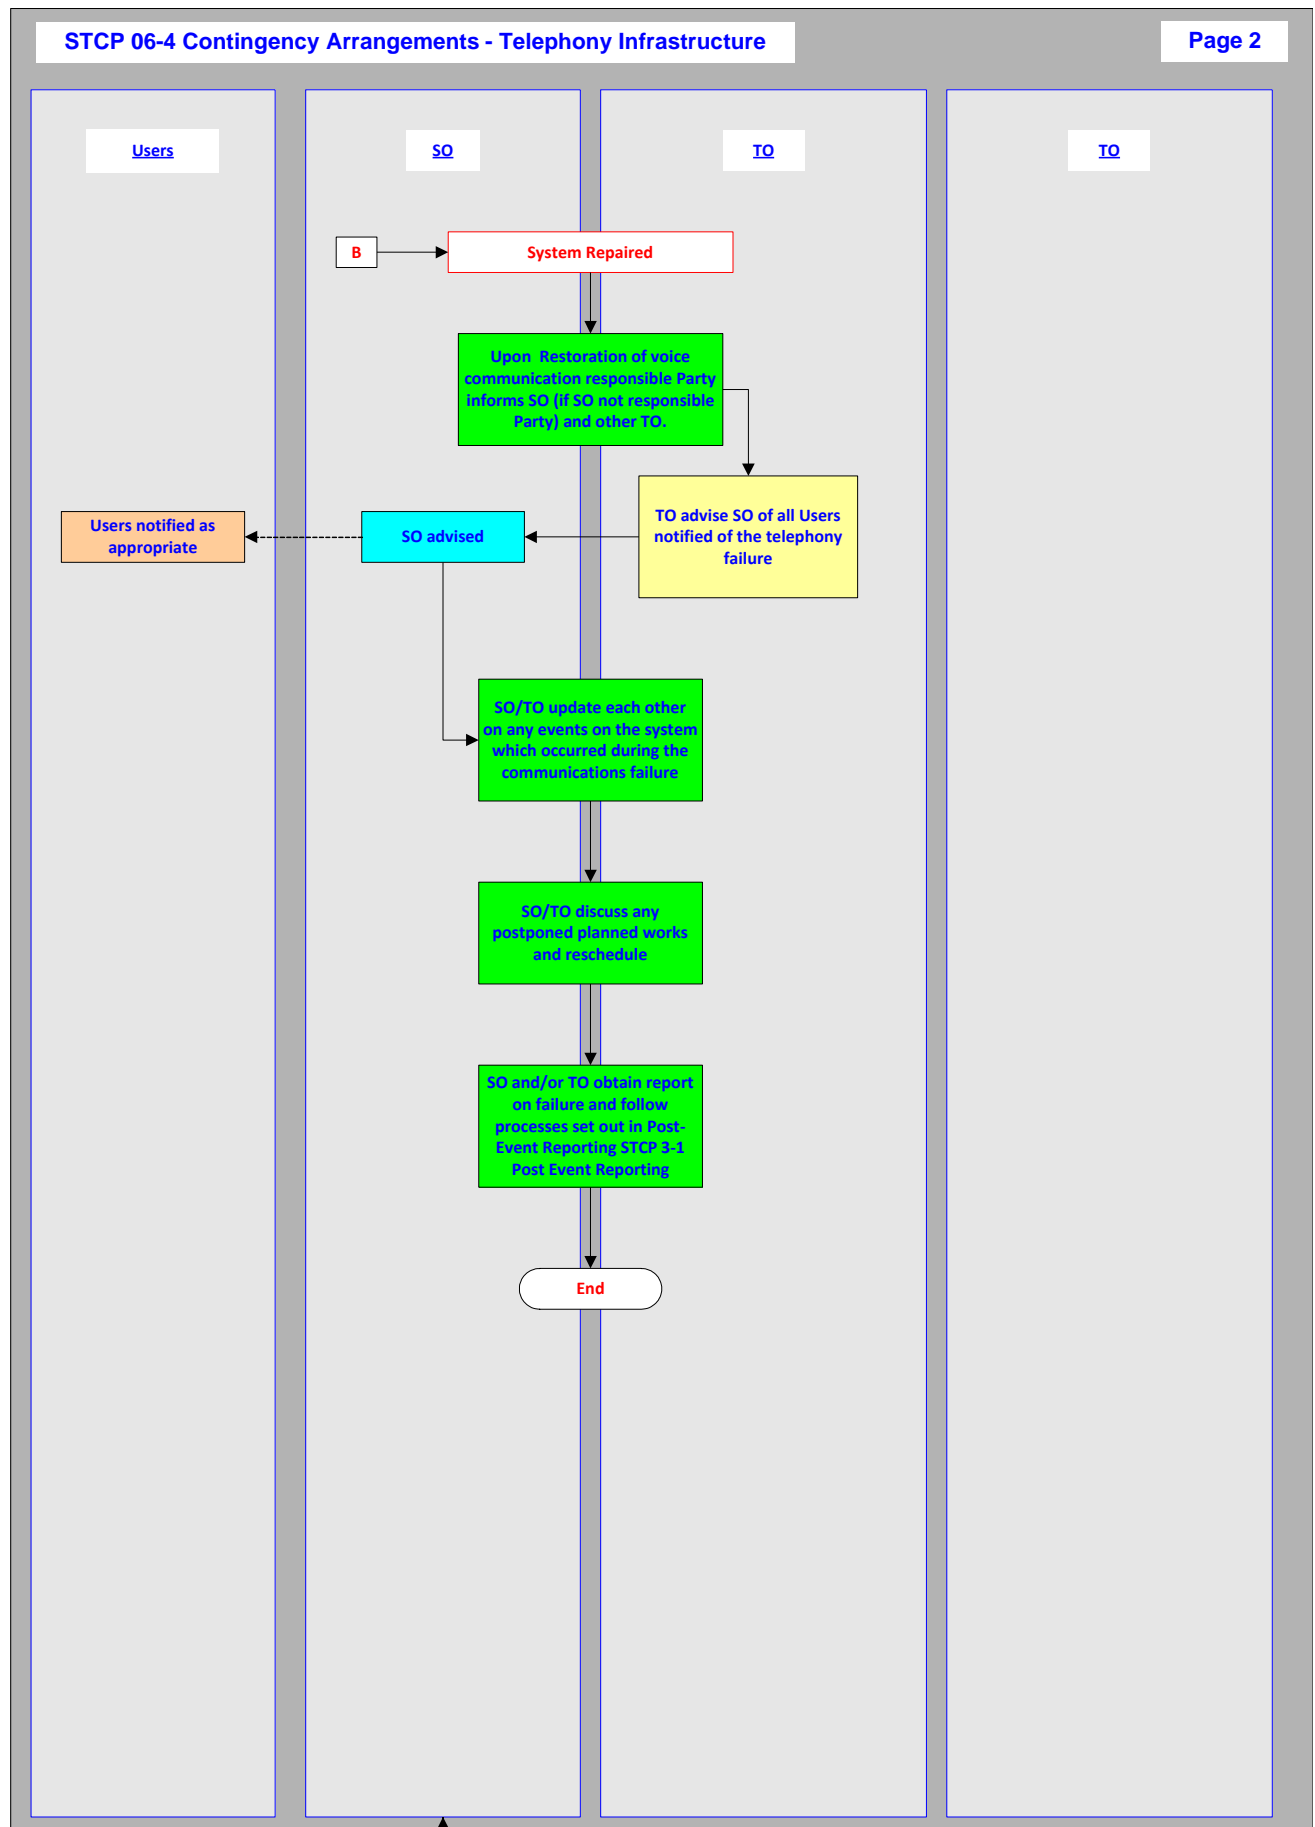 STCP 06-4 Contingency Arrangements - Telephony Infrastructure
Page 2
Users
SO
TO
TO
B
System Repaired
Upon Restoration of voice
communication responsible Party
informs SO (if SO not responsible
Party) and other TO.
TO advise SO of all Users
notified of the telephony
failure
SO advised
Users notified as
appropriate
SO/TO update each other
on any events on the system
which occurred during the
communications failure
SO/TO discuss any
postponed planned works
and reschedule
SO and/or TO obtain report
on failure and follow
processes set out in Post-
Event Reporting STCP 3-1
Post Event Reporting
End